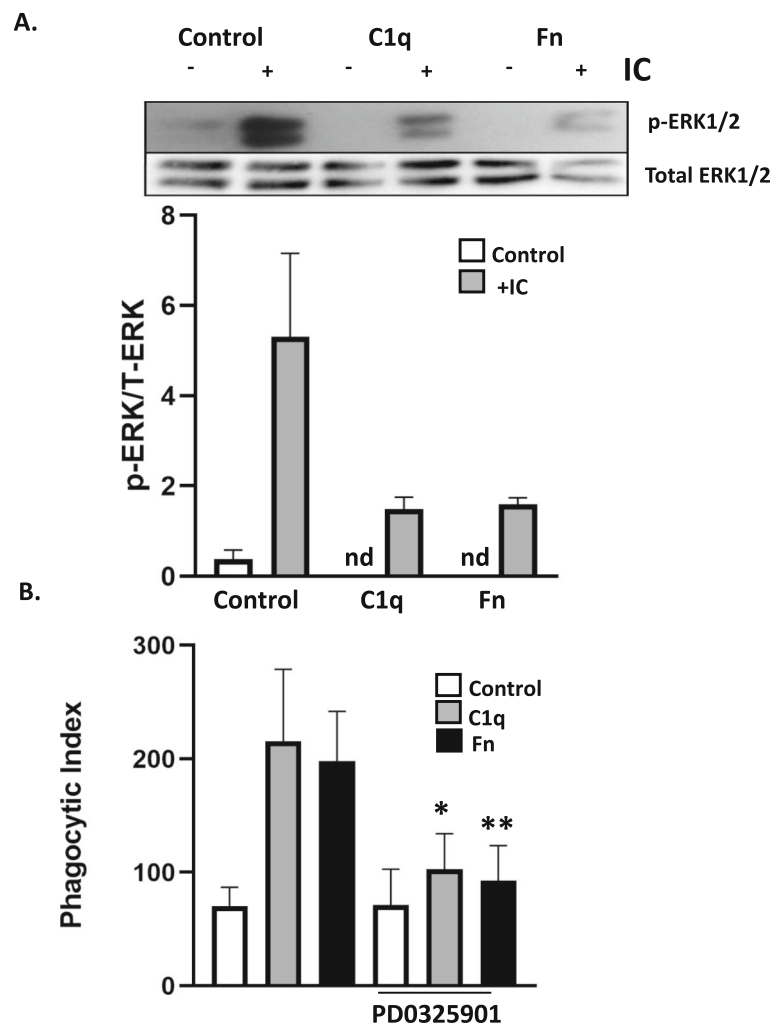 A.
Control C1q Fn
- + - + - + IC
p-ERK1/2
Total ERK1/2
8
Control
+IC
6
4
2
0
p-ERK/T-ERK
nd nd
Control C1q Fn
B.
300
Control
C1q
Fn
200
100
0
Phagocytic Index
* **
PD0325901